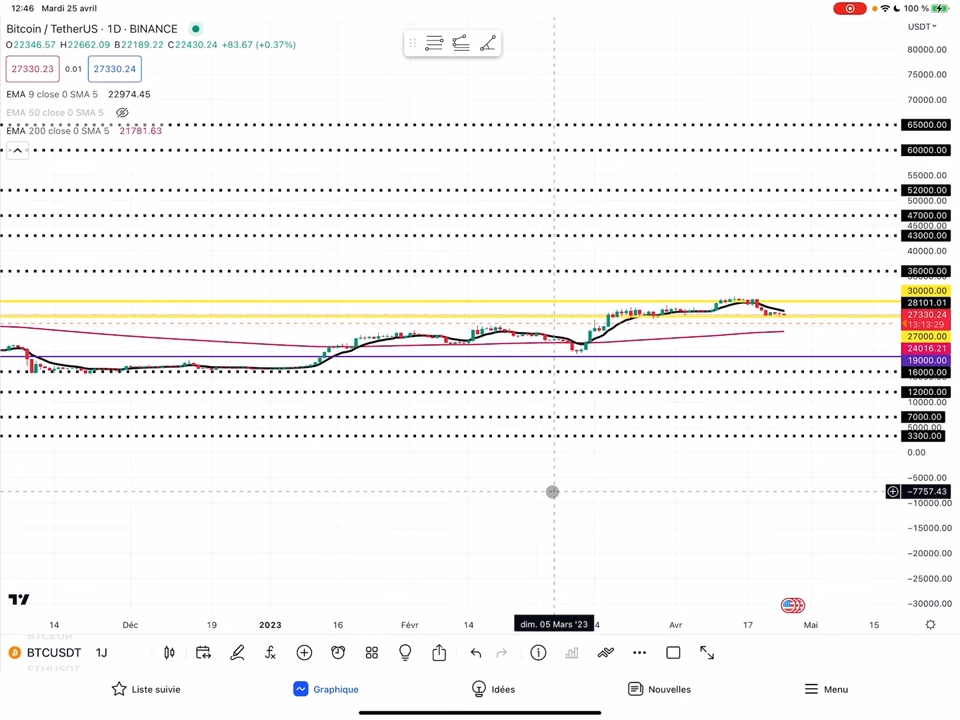 12:46 Mardi 25 avril
100 %
Bitcoin / TetherUS · 1D · BINANCE
USDT
O22346.57 H22662.09 B22189.22 C22430.24 +83.67 (+0.37%)
27330.23 0.01 27330.24
EMA 9 close 0 SMA 5 22974.45
EMA 50 close 0 SMA 5
EMA 200 close 0 SMA 5 21781.63
80000.00
75000.00
70000.00
65000.00
60000.00
55000.00
52000.00
50000.00
47000.00
45000.00
43000.00
40000.00
36000.00
30000.00
28101.01
27330.24
13:13:29
27000.00
24016.21
19000.00
16000.00
12000.00
10000.00
7000.00
5000.00
3300.00
0.00
−5000.00
−7757.43
−10000.00
−15000.00
−20000.00
−25000.00
−30000.00
14 Déc 19 2023 16 Févr 14 dim. 05 Mars '23 Avr 17 Mai 15
BTCEUR
BTCUSDT 1J
ETHUSDT
Liste suivie Graphique Idées Nouvelles Menu